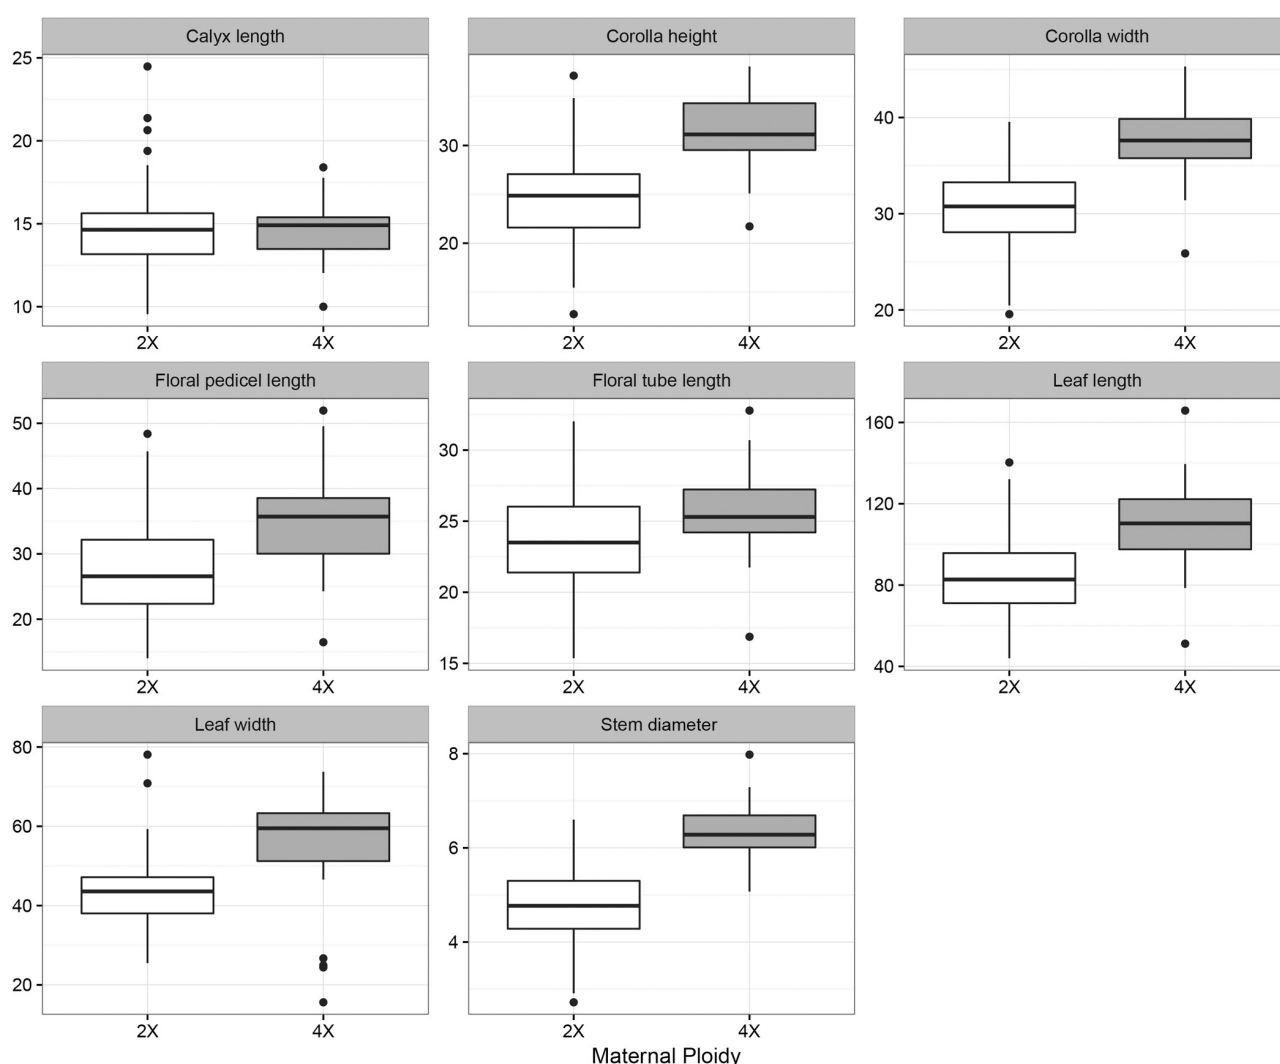 Calyx length
Corolla height
Corolla width
25
20
15
10
2X
4X
30
20
2X
4X
40
30
20
2X
4X
Floral pedicel length
Floral tube length
Leaf length
50
40
30
20
2X
4X
30
25
20
15
2X
4X
160
120
80
40
2X
4X
Leaf width
Stem diameter
80
60
40
20
2X
4X
8
6
4
2X
4X
Maternal Ploidy